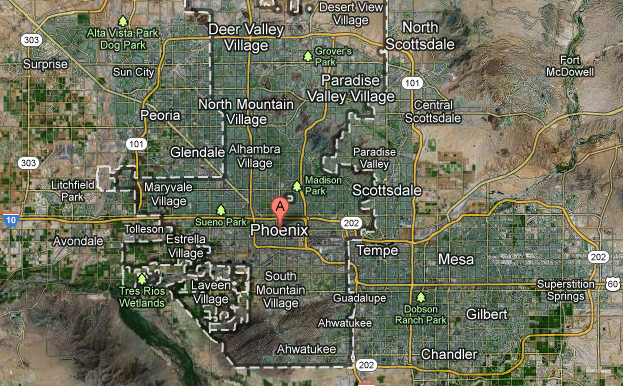 Desert View
Village
Alta Vista Park
Dog Park
Deer Valley
Village
North
Scottsdale
303
Surprise
Sun City
Grover's
Park
Fort
McDowell
Paradise
Valley Village
101
North Mountain
Village
Central
Scottsdale
Peoria
101
Glendale
Alhambra
Village
Paradise
Valley
303
Litchfield
Park
Maryvale
Village
Madison
Park
Scottsdale
A
10
Sueno Park
202
Tolleson
Phoenix
Avondale
Estrella
Village
Tempe
Mesa
202
Tres Rios
Wetlands
Laveen
Village
South
Mountain
Village
Guadalupe
Superstition
Springs
60
Dobson
Ranch Park
Gilbert
Ahwatukee
Ahwatukee
Chandler
202